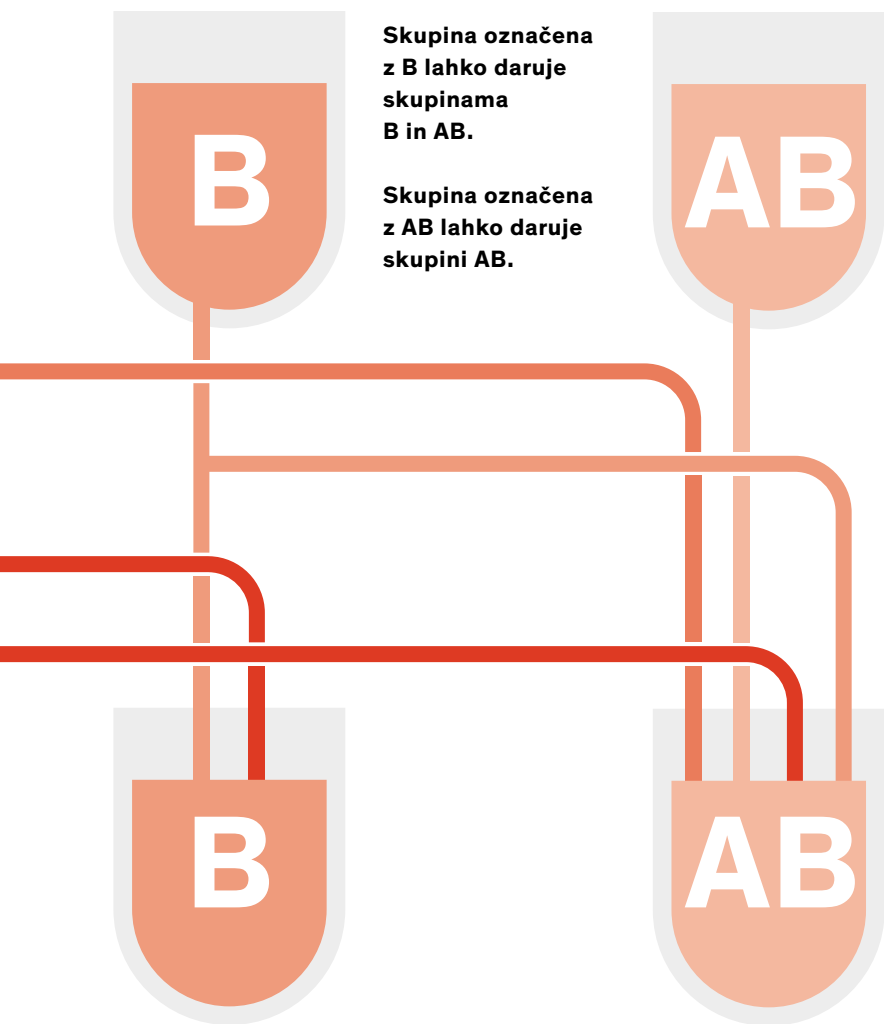 B
Skupina označena
z B lahko daruje
skupinama
B in AB.
Skupina označena
z AB lahko daruje
skupini AB.
AB
B
AB